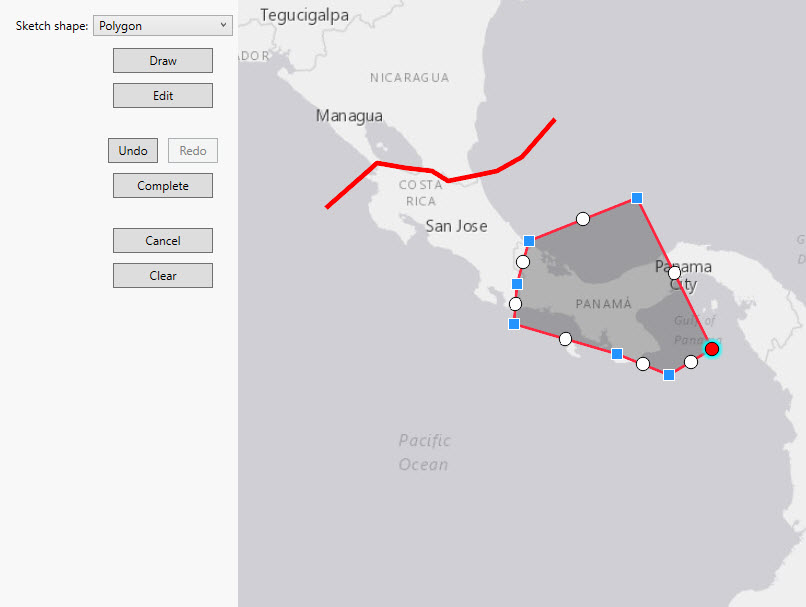 Sketch shape: Polygon
Draw
Edit
Undo Redo
Complete
Cancel
Clear
Tegucigalpa
ADOR
NICARAGUA
Managua
COSTA
RICA
San Jose
Panama
City
PANAMÁ
Gulf of
Panama
Pacific
Ocean